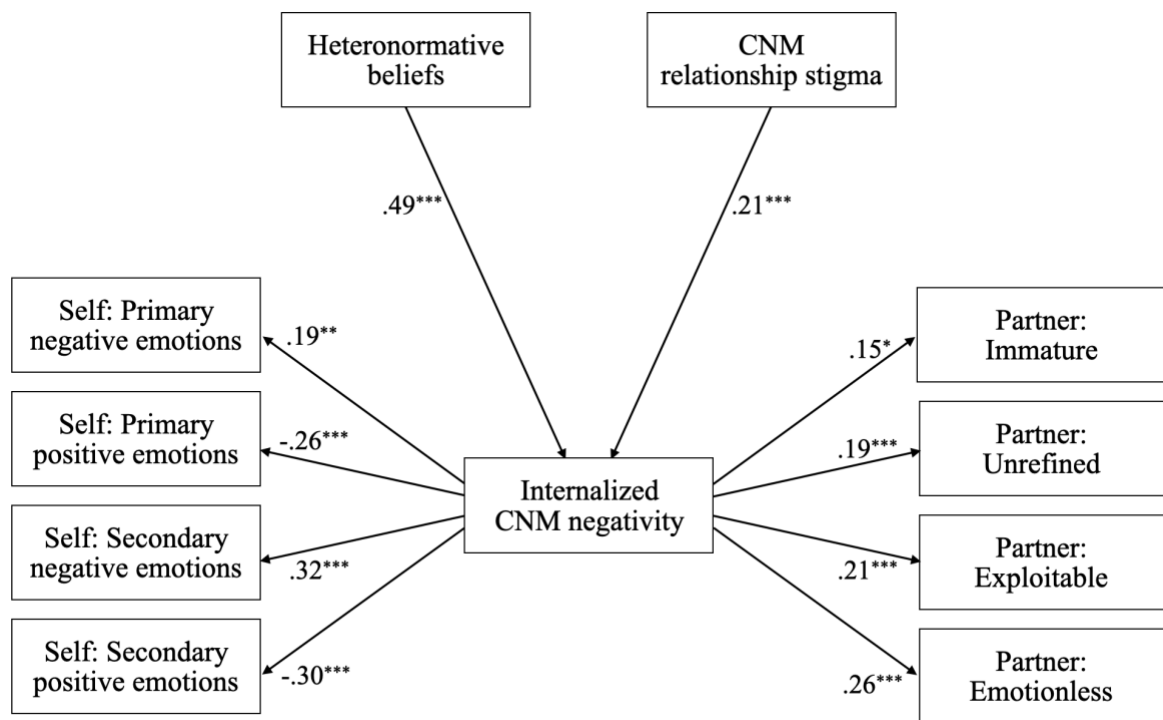 Heteronormative
beliefs
CNM
relationship stigma
.49***
.21***
Self: Primary
negative emotions
.19**
Self: Primary
positive emotions
-.26***
Self: Secondary
negative emotions
.32***
Self: Secondary
positive emotions
-.30***
Internalized
CNM negativity
.15*
Partner:
Immature
.19***
Partner:
Unrefined
.21***
Partner:
Exploitable
.26***
Partner:
Emotionless